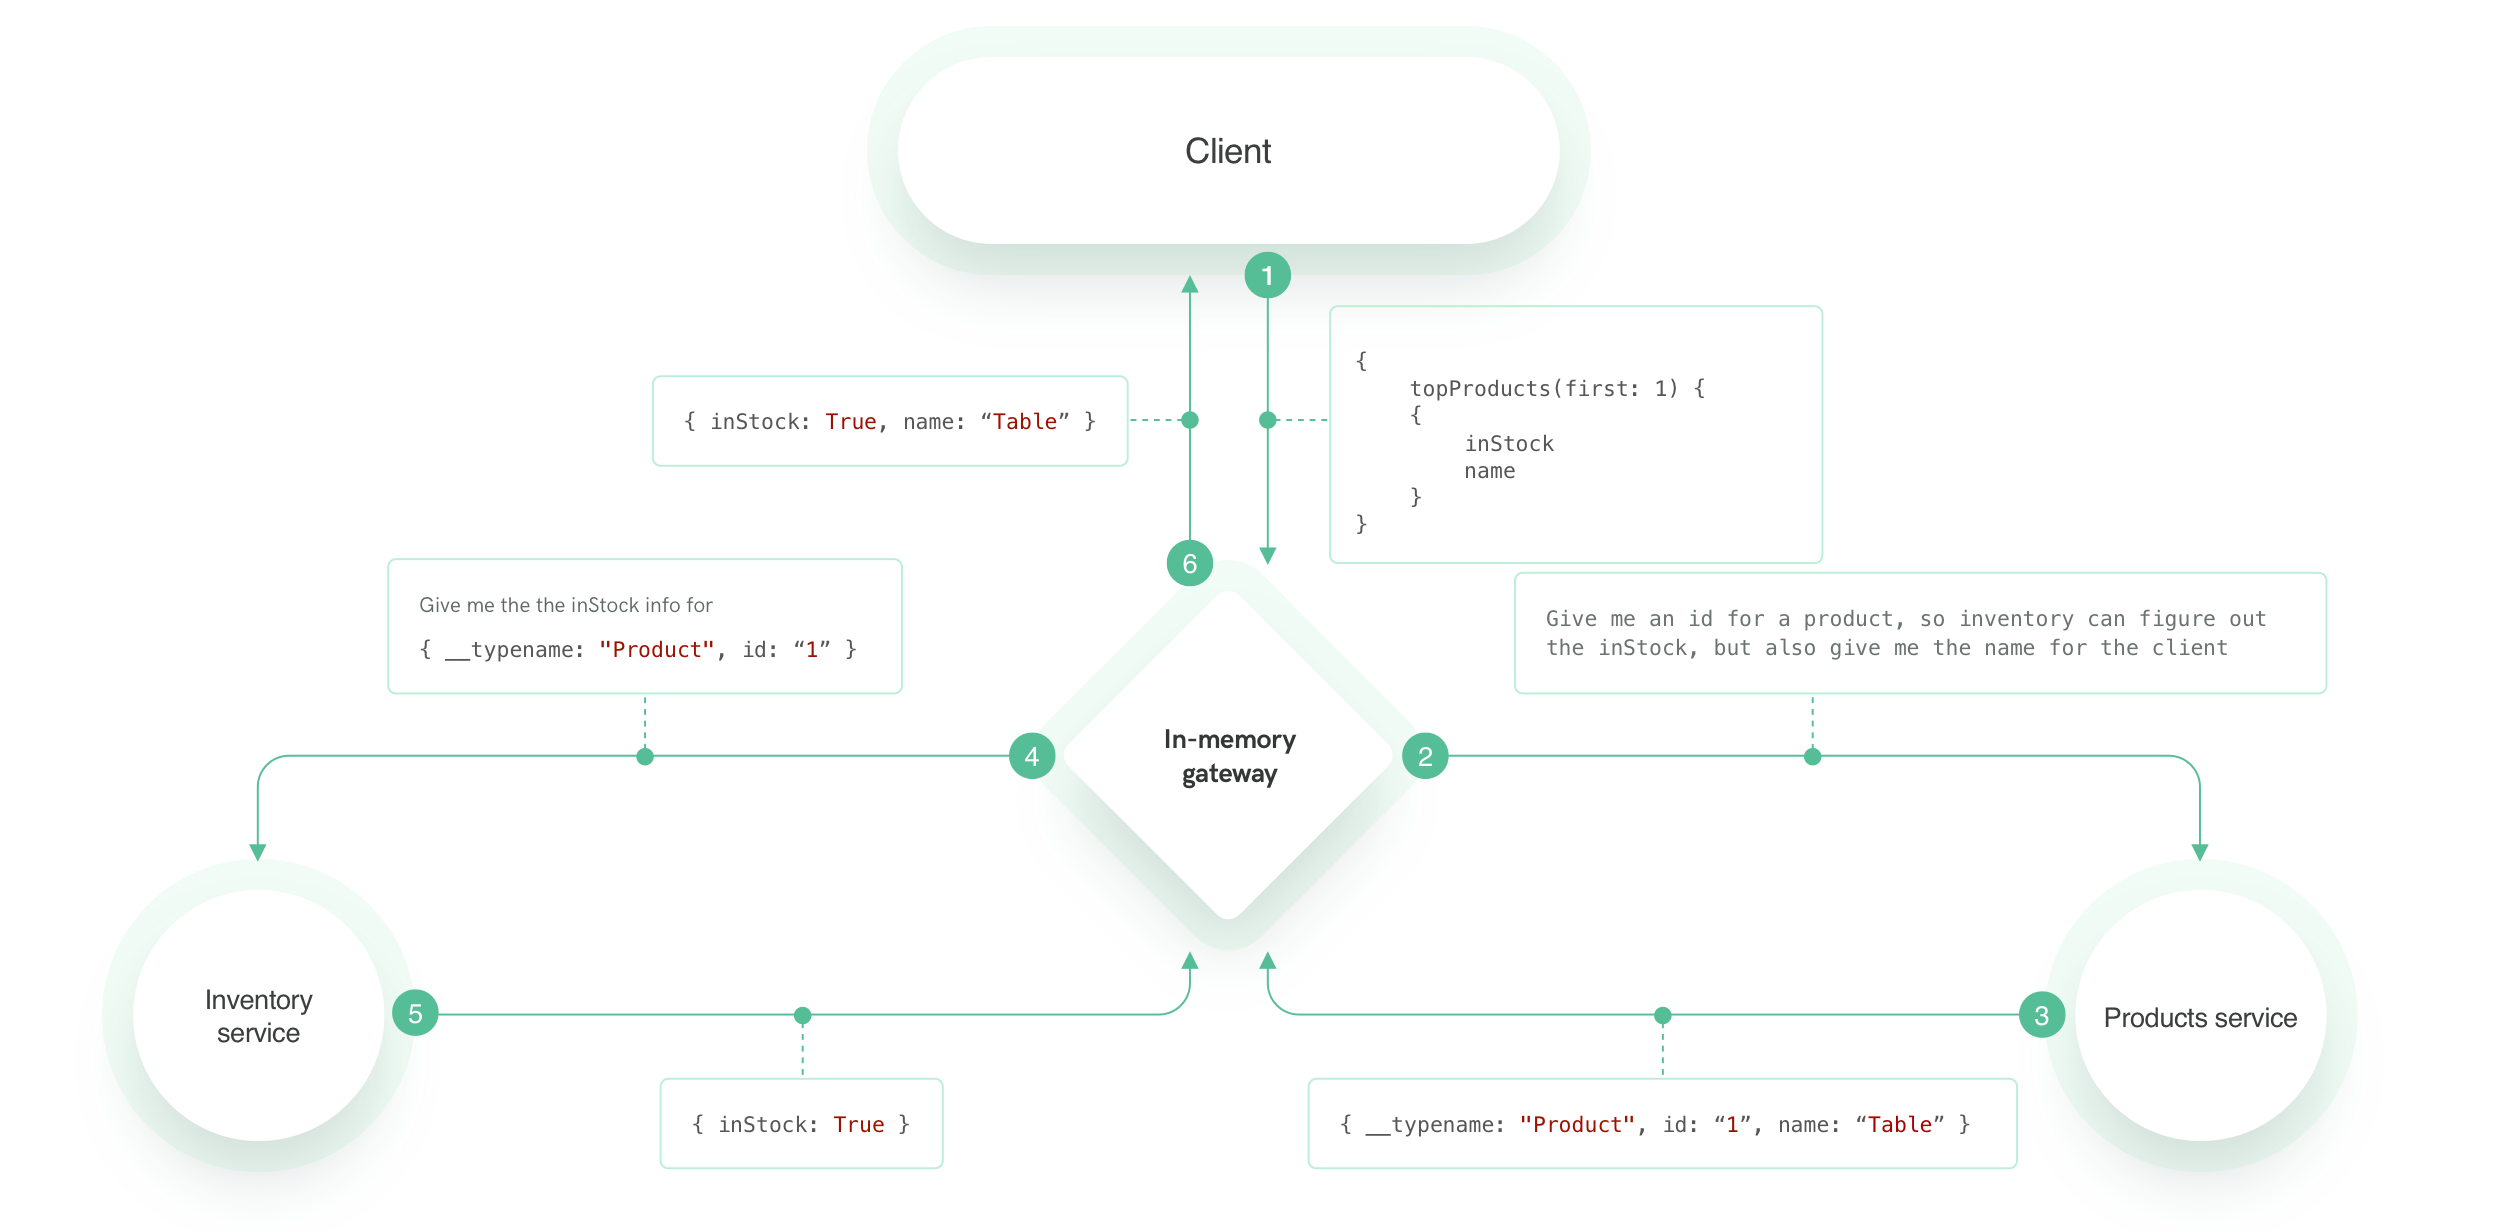 Client
1
{
topProducts(first: 1) {
{
inStock
name
}
}
{ inStock: True, name: “Table” }
6
Give me the the inStock info for
{ __typename: "Product", id: “1” }
Give me an id for a product, so inventory can figure out
the inStock, but also give me the name for the client
In-memory
gateway
4
2
Inventory
service
5
3
Products service
{ inStock: True }
{ __typename: "Product", id: “1”, name: “Table” }